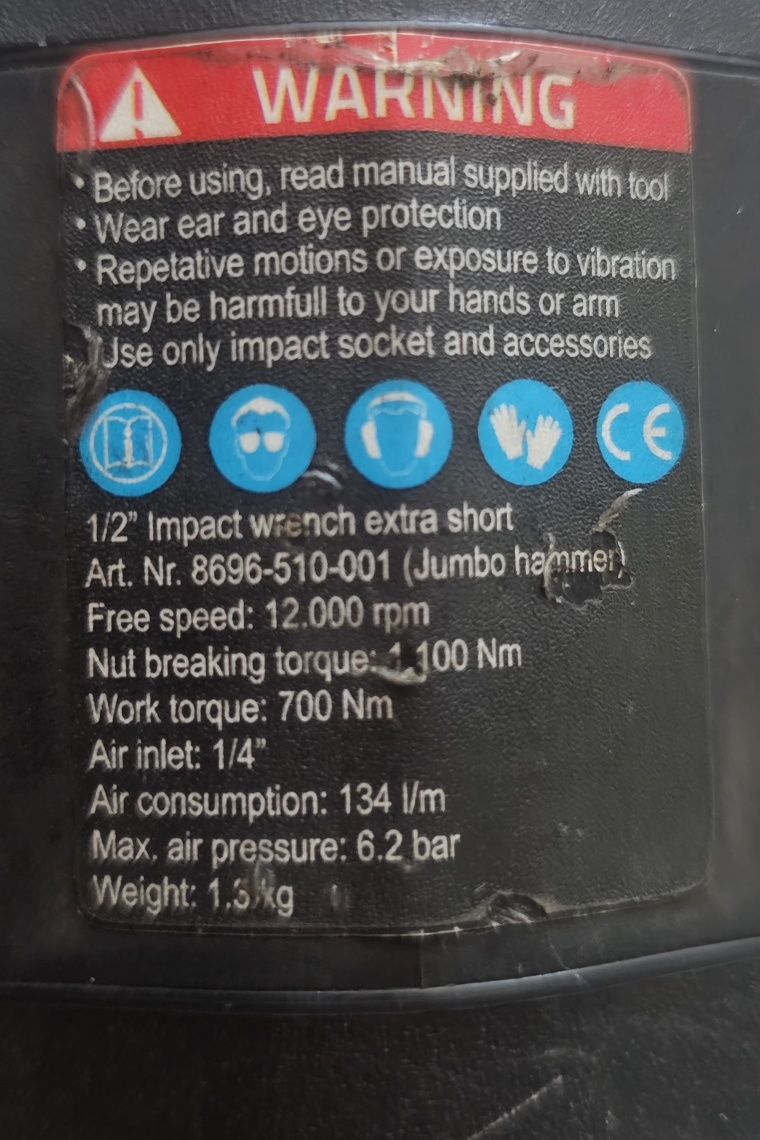 WARNING
• Before using, read manual supplied with tool
• Wear ear and eye protection
• Repetative motions or exposure to vibration
may be harmfull to your hands or arm
Use only impact socket and accessories
CE
1/2” Impact wrench extra short
Art. Nr. 8696-510-001 (Jumbo hammer)
Free speed: 12.000 rpm
Nut breaking torque: 1.100 Nm
Work torque: 700 Nm
Air inlet: 1/4”
Air consumption: 134 l/m
Max. air pressure: 6.2 bar
Weight: 1.3 kg